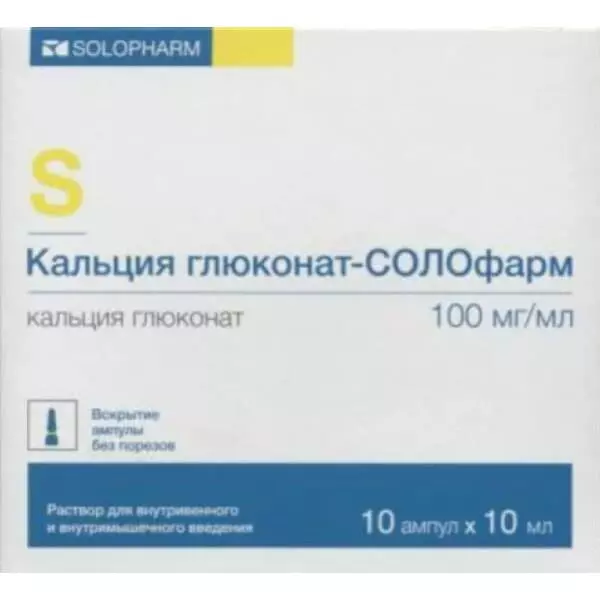 SOLOPHARM
S
Кальция глюконат-СОЛОфарм
кальция глюконат 100 мг/мл
Вскрытие
ампулы
без порезов
Раствор для внутривенного
и внутримышечного введения
10 ампул х 10 мл